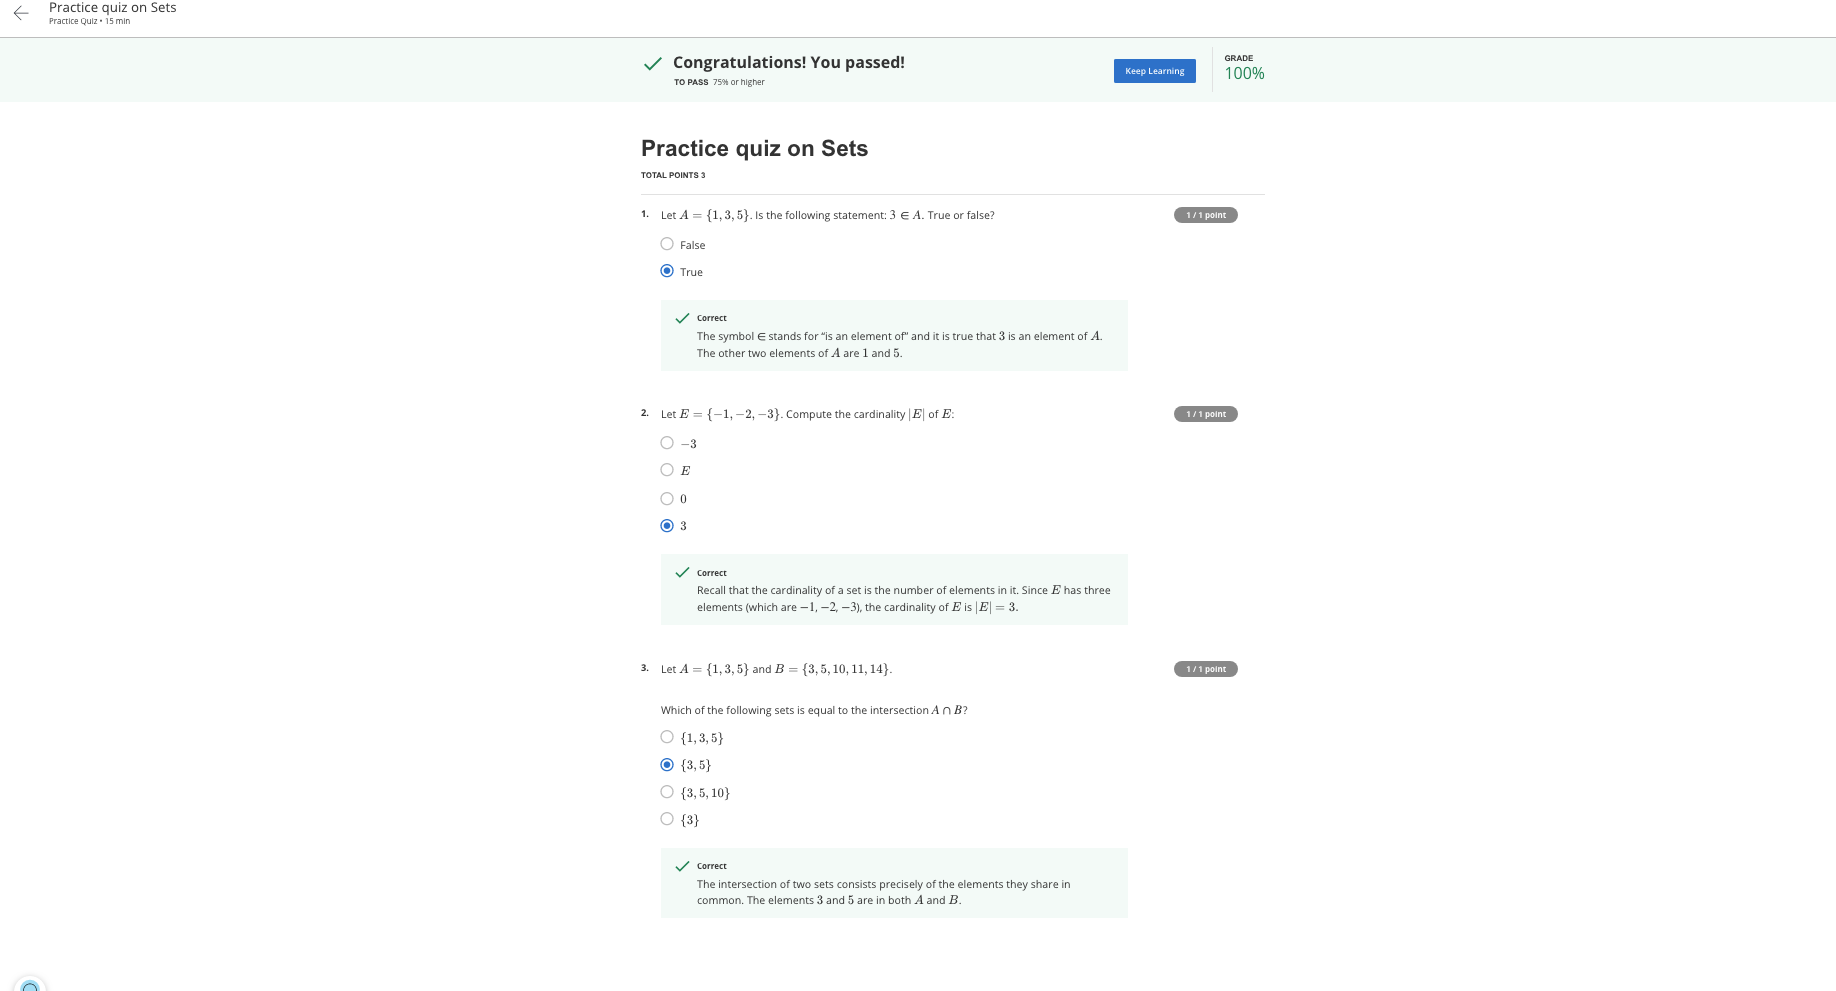 Practice quiz on Sets
Practice Quiz • 15 min
Congratulations! You passed!
TO PASS 75% or higher
Keep Learning
GRADE
100%
Practice quiz on Sets
TOTAL POINTS 3
1. Let A = {1, 3, 5}. Is the following statement: 3 ∈ A. True or false?
1 / 1 point
False
True
Correct
The symbol ∈ stands for “is an element of” and it is true that 3 is an element of A.
The other two elements of A are 1 and 5.
2. Let E = {−1, −2, −3}. Compute the cardinality |E| of E:
1 / 1 point
−3
E
0
3
Correct
Recall that the cardinality of a set is the number of elements in it. Since E has three
elements (which are −1, −2, −3), the cardinality of E is |E| = 3.
3. Let A = {1, 3, 5} and B = {3, 5, 10, 11, 14}.
1 / 1 point
Which of the following sets is equal to the intersection A ∩ B?
{1, 3, 5}
{3, 5}
{3, 5, 10}
{3}
Correct
The intersection of two sets consists precisely of the elements they share in
common. The elements 3 and 5 are in both A and B.